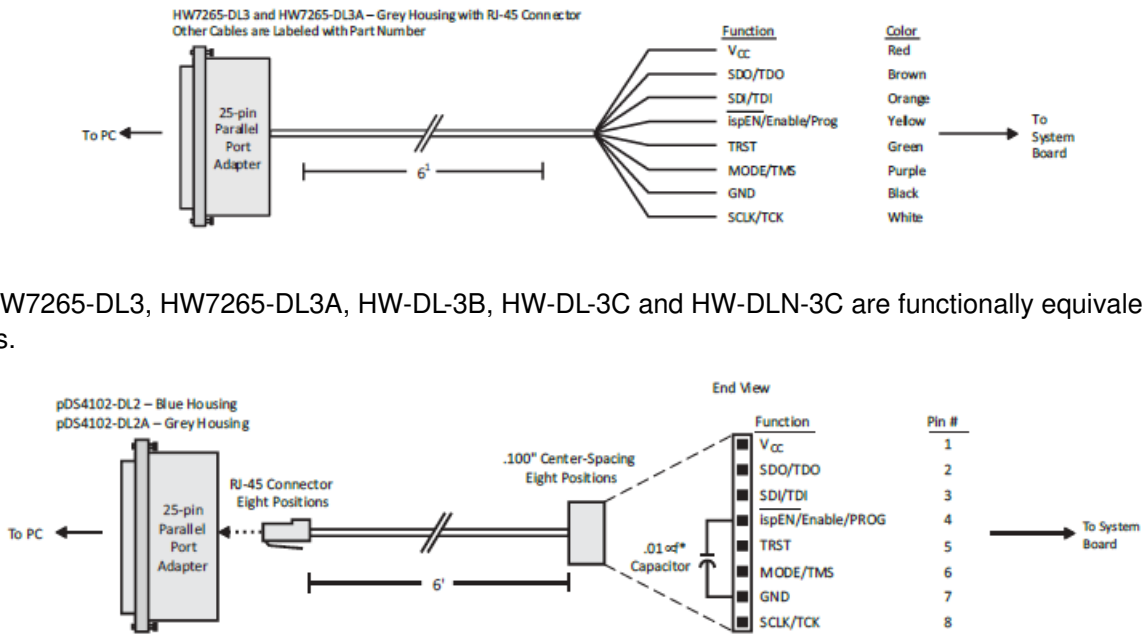 HW7265-DL3 and HW7265-DL3A – Grey Housing with RJ-45 Connector
Other Cables are Labeled with Part Number
Function Color
VCC Red
SDO/TDO Brown
SDI/TDI Orange
ispEN/Enable/Prog Yellow
TRST Green
MODE/TMS Purple
GND Black
SCLK/TCK White
To PC
25-pin
Parallel
Port
Adapter
6¹
To
System
Board
W7265-DL3, HW7265-DL3A, HW-DL-3B, HW-DL-3C and HW-DLN-3C are functionally equivale
s.
pDS4102-DL2 – Blue Housing
pDS4102-DL2A – Grey Housing
To PC
25-pin
Parallel
Port
Adapter
RJ-45 Connector
Eight Positions
6'
.100" Center-Spacing
Eight Positions
End View
Function Pin #
VCC 1
SDO/TDO 2
SDI/TDI 3
ispEN/Enable/PROG 4
TRST 5
MODE/TMS 6
GND 7
SCLK/TCK 8
.01∝f*
Capacitor
To System
Board